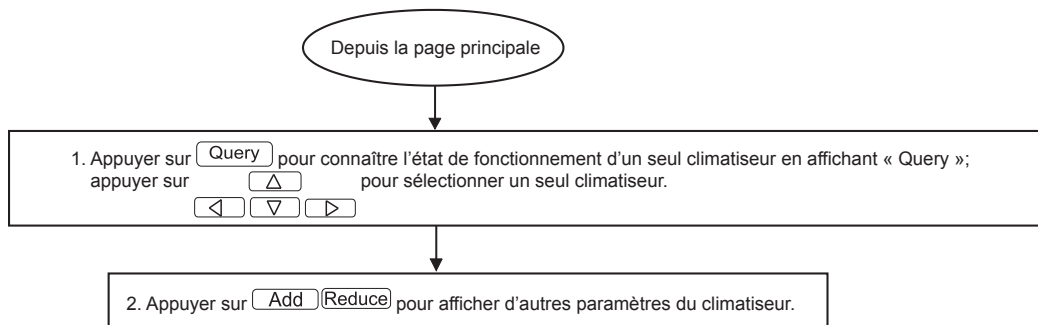 Depuis la page principale
1. Appuyer sur Query pour connaître l’état de fonctionnement d’un seul climatiseur en affichant « Query »;
appuyer sur △ pour sélectionner un seul climatiseur.
◁ ▽ ▷
2. Appuyer sur Add Reduce pour afficher d’autres paramètres du climatiseur.